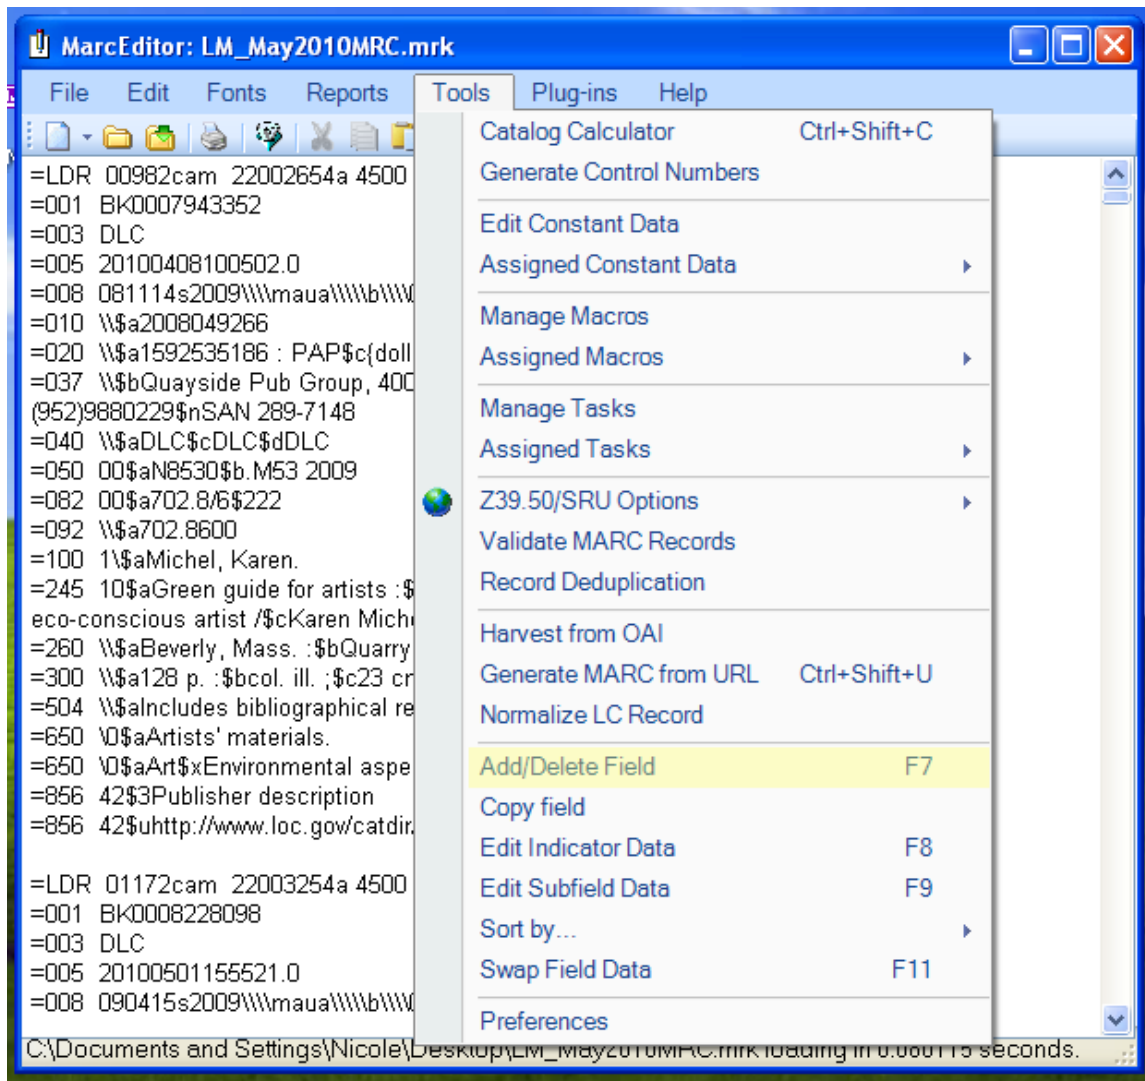 MarcEditor: LM_May2010MRC.mrk
File Edit Fonts Reports Tools Plug-ins Help
=LDR 00982cam 22002654a 4500
=001 BK0007943352
=003 DLC
=005 20100408100502.0
=008 081114s2009\\\\maua\\\\\b\\\\
=010 \\$a2008049266
=020 \\$a1592535186 : PAP$c{doll
=037 \\$bQuayside Pub Group, 400
(952)9880229$nSAN 289-7148
=040 \\$aDLC$cDLC$dDLC
=050 00$aN8530$b.M53 2009
=082 00$a702.8/6$222
=092 \\$a702.8600
=100 1\$aMichel, Karen.
=245 10$aGreen guide for artists :$
eco-conscious artist /$cKaren Mich
=260 \\$aBeverly, Mass. :$bQuarry
=300 \\$a128 p. :$bcol. ill. ;$c23 cm
=504 \\$aIncludes bibliographical re
=650 \0$aArtists' materials.
=650 \0$aArt$xEnvironmental aspe
=856 42$3Publisher description
=856 42$uhttp://www.loc.gov/catdir
=LDR 01172cam 22003254a 4500
=001 BK0008228098
=003 DLC
=005 20100501155521.0
=008 090415s2009\\\\maua\\\\\b\\\\
Catalog Calculator Ctrl+Shift+C
Generate Control Numbers
Edit Constant Data
Assigned Constant Data
Manage Macros
Assigned Macros
Manage Tasks
Assigned Tasks
Z39.50/SRU Options
Validate MARC Records
Record Deduplication
Harvest from OAI
Generate MARC from URL Ctrl+Shift+U
Normalize LC Record
Add/Delete Field F7
Copy field
Edit Indicator Data F8
Edit Subfield Data F9
Sort by...
Swap Field Data F11
Preferences
C:\Documents and Settings\Nicole\Desktop\LM_May2010MRC.mrk loading in 0.080115 seconds.